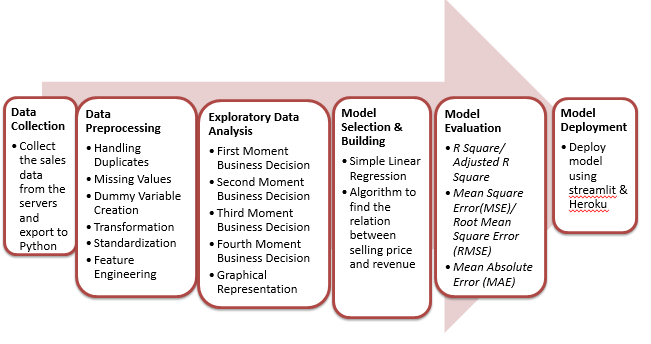 Data
Collection
• Collect
the sales
data
from the
servers
and
export to
Python
Data
Preprocessing
• Handling
Duplicates
• Missing Values
• Dummy Variable
Creation
• Transformation
• Standardization
• Feature
Engineering
Exploratory Data
Analysis
• First Moment
Business Decision
• Second Moment
Business Decision
• Third Moment
Business Decision
• Fourth Moment
Business Decision
• Graphical
Representation
Model
Selection &
Building
• Simple Linear
Regression
• Algorithm to
find the
relation
between
selling price
and revenue
Model
Evaluation
• R Square/
Adjusted R
Square
• Mean Square
Error(MSE)/
Root Mean
Square Error
(RMSE)
• Mean Absolute
Error (MAE)
Model
Deployment
• Deploy
model
using
streamlit &
Heroku